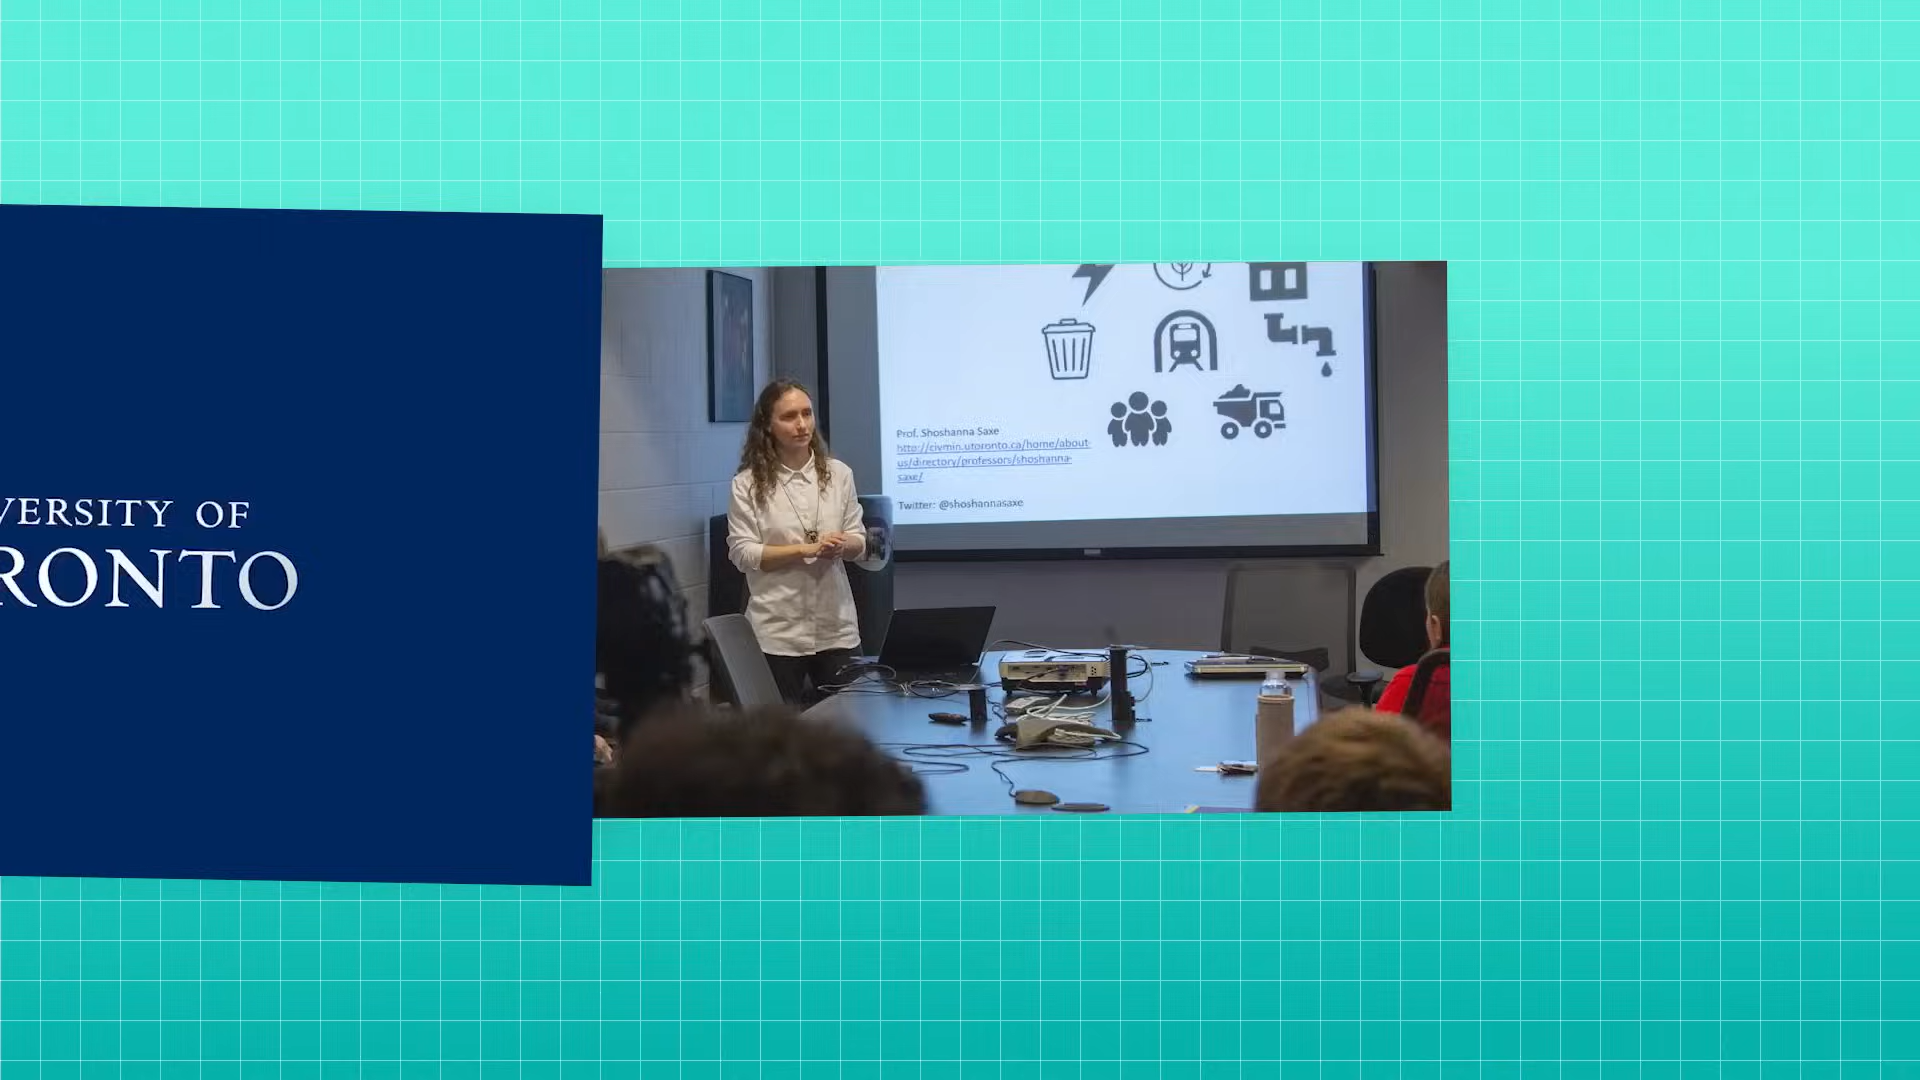 VERSITY OF
RONTO
Prof. Shoshanna Saxe
http://civmin.utoronto.ca/home/about-
us/directory/professors/shoshanna-
saxe/
Twitter: @shoshannasaxe